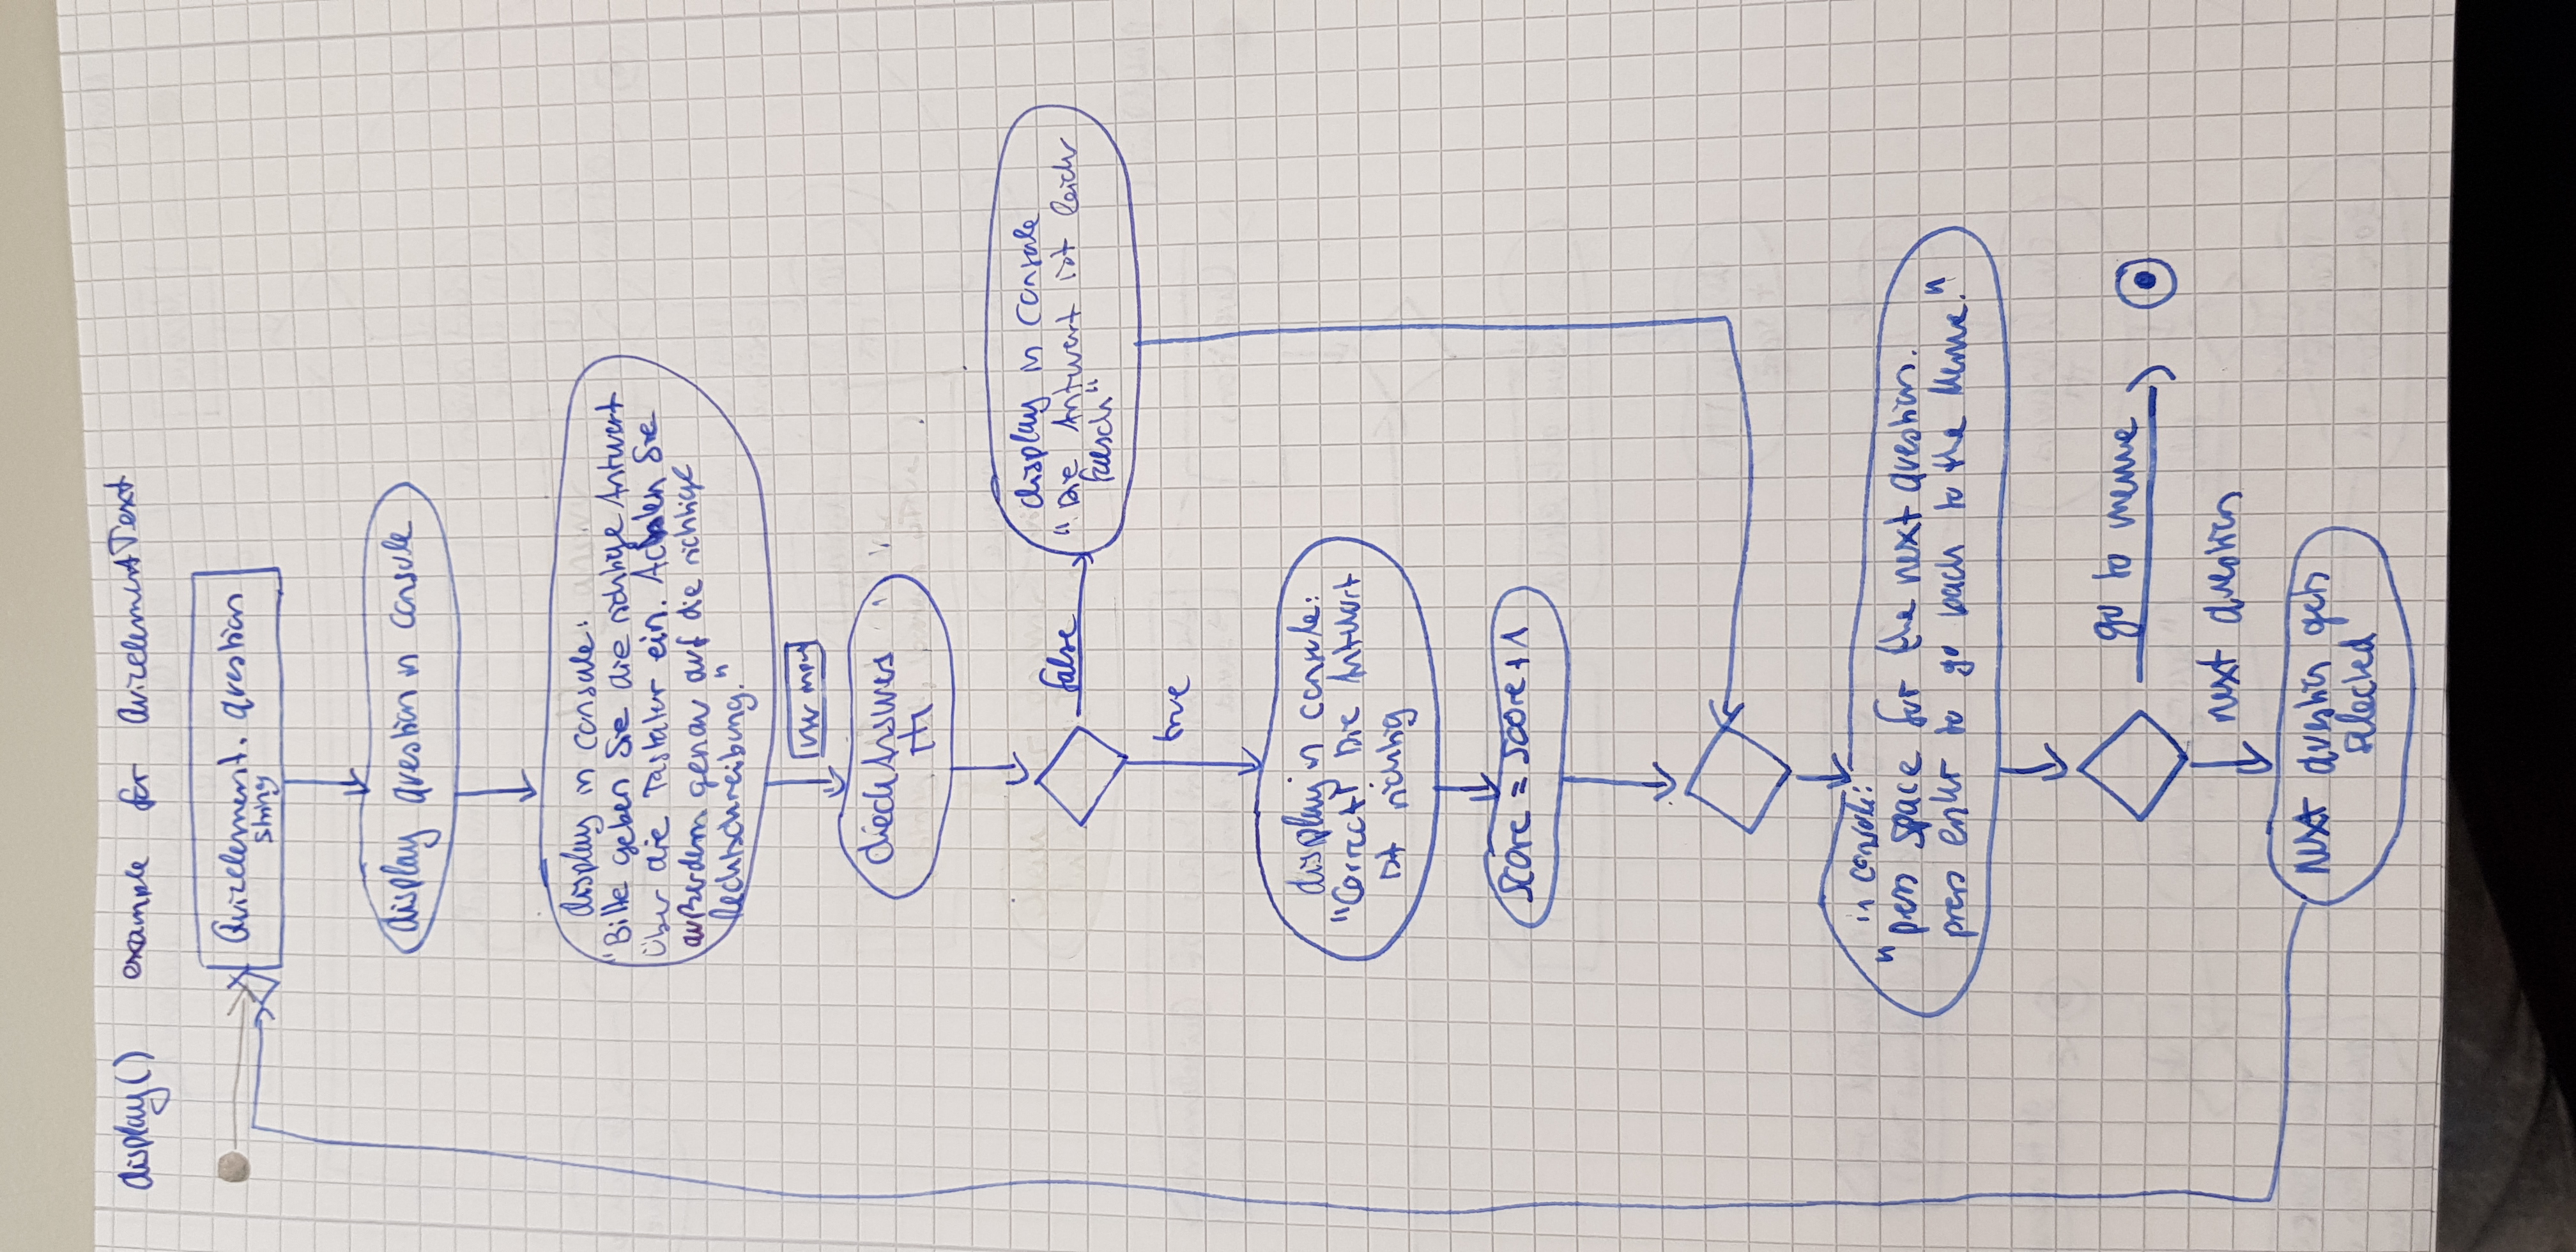 display() example for QuizelementText
Quizelement. question
string
display question in console
display in console:
"Bitte geben Sie die richtige Antwort
über die Tastatur ein. Achten Sie
außerdem genau auf die richtige
Rechtschreibung."
User input
checkAnswer
false
display in console
"Die Antwort ist leider
falsch"
true
display in console:
"Correct! Die Antwort
ist richtig
score = score + 1
in console:
"press space for the next question.
press enter to go back to the Menue."
go to menue
next question
next question gets
selected